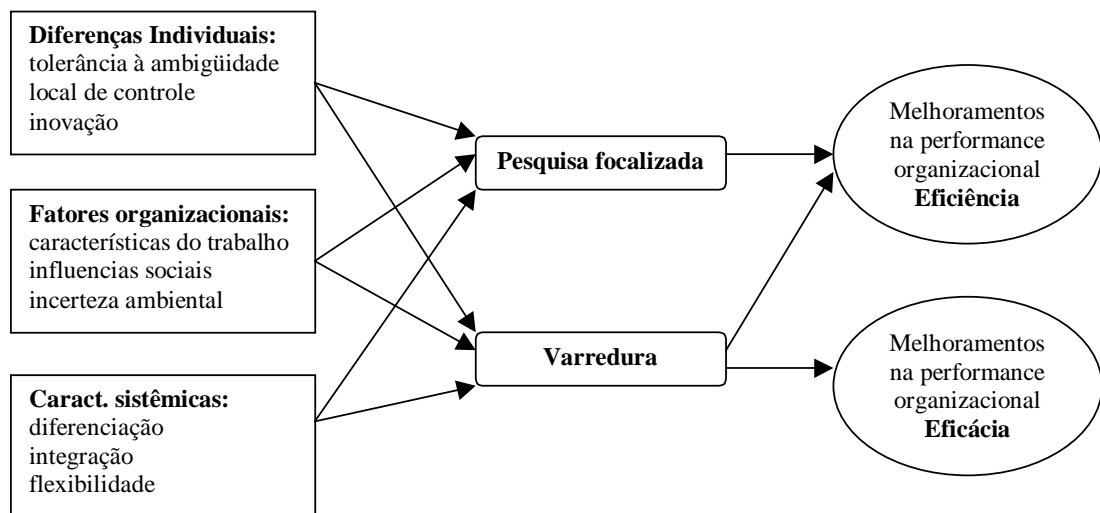 Diferenças Individuais:
tolerância à ambigüidade
local de controle
inovação
Fatores organizacionais:
características do trabalho
influencias sociais
incerteza ambiental
Caract. sistêmicas:
diferenciação
integração
flexibilidade
Pesquisa focalizada
Varredura
Melhoramentos
na performance
organizacional
Eficiência
Melhoramentos
na performance
organizacional
Eficácia